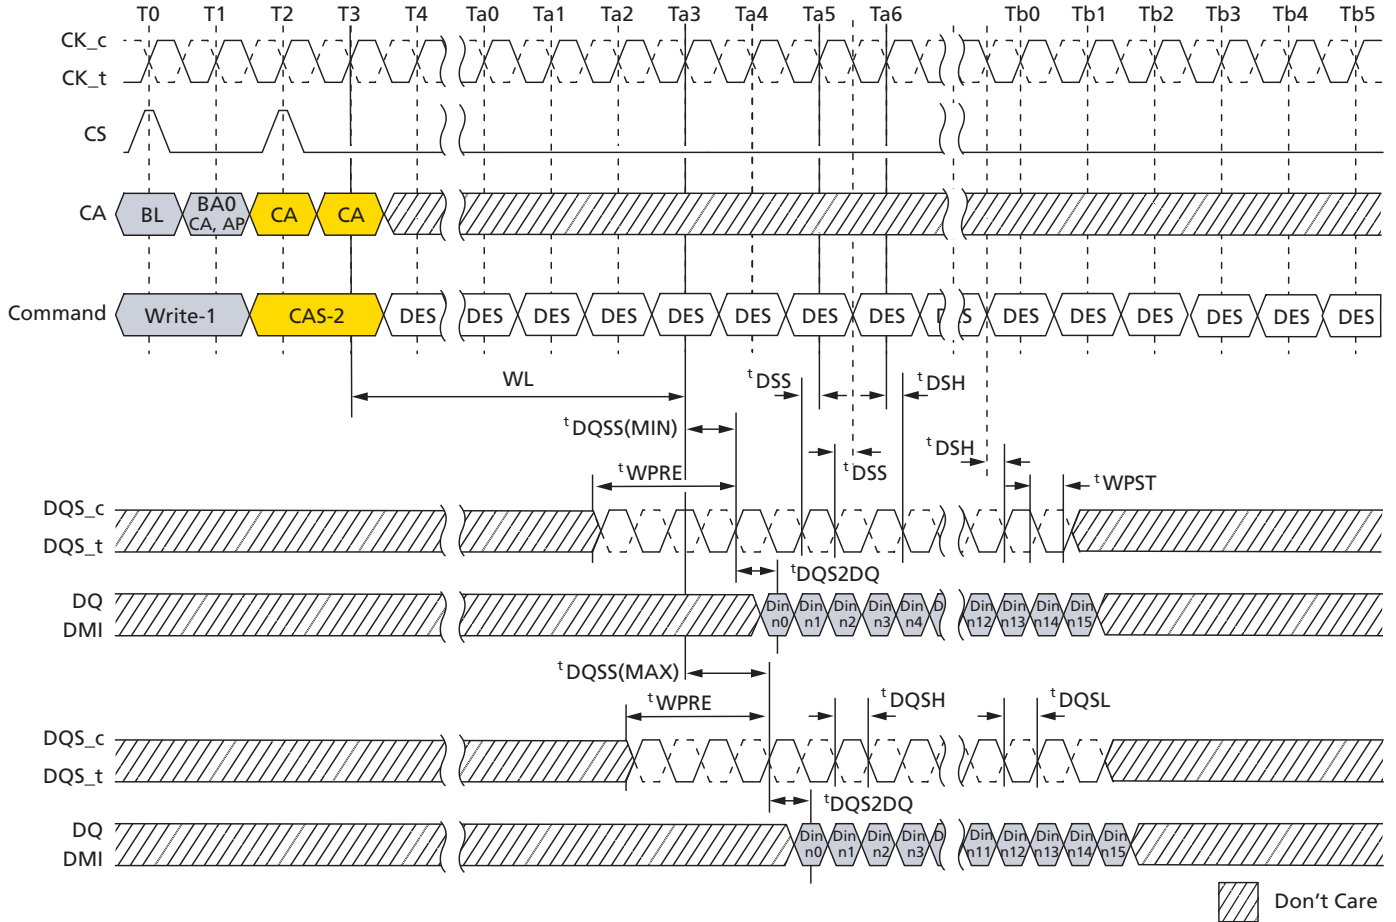 T0 T1 T2 T3 T4 Ta0 Ta1 Ta2 Ta3 Ta4 Ta5 Ta6 Tb0 Tb1 Tb2 Tb3 Tb4 Tb5
CK_c
CK_t
CS
CA BL BA0 CA, AP CA CA
Command Write-1 CAS-2 DES DES DES DES DES DES DES DES DES DES DES DES DES DES
WL tDSS tDSH
tDQSS(MIN)
tDSH
tWPRE tDSS tWPST
DQS_c
DQS_t
tDQS2DQ
DQ
DMI
Din n0 Din n1 Din n2 Din n3 Din n4 D Din n12 Din n13 Din n14 Din n15
tDQSS(MAX)
tWPRE tDQSH tDQSL
DQS_c
DQS_t
tDQS2DQ
DQ
DMI
Din n0 Din n1 Din n2 Din n3 D Din n11 Din n12 Din n13 Din n14 Din n15
Don't Care